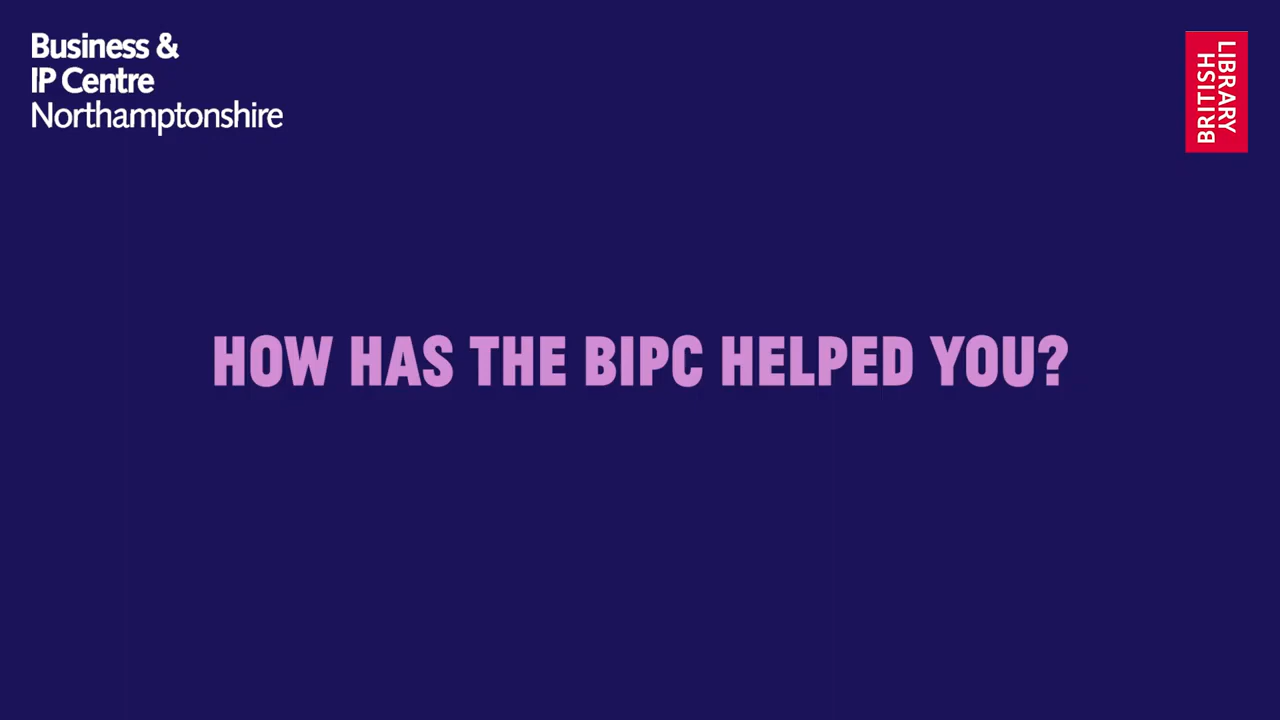 Business &
IP Centre
Northamptonshire
BRITISH
LIBRARY
HOW HAS THE BIPC HELPED YOU?